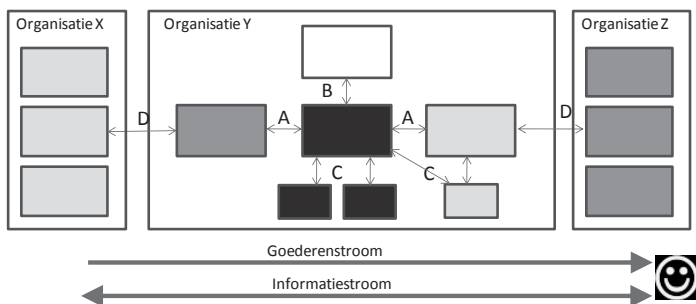 Organisatie X
Organisatie Y
Organisatie Z
B
D
A
A
D
C
C
Goederenstroom
Informatiestroom